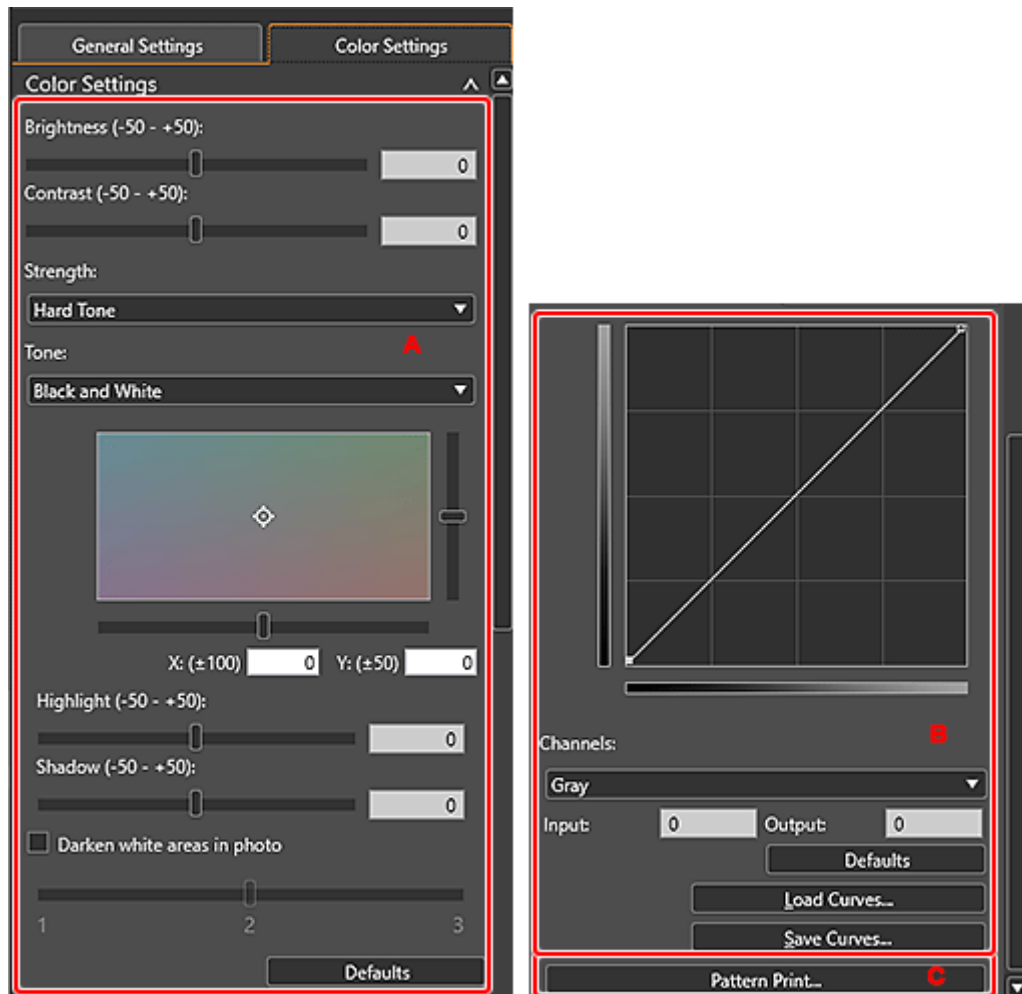 General Settings
Color Settings
Color Settings
Brightness (-50 - +50):
0
Contrast (-50 - +50):
0
Strength:
Hard Tone
A
Tone:
Black and White
X: (±100) 0 Y: (±50) 0
Highlight (-50 - +50):
0
Shadow (-50 - +50):
0
Darken white areas in photo
1 2 3
Defaults
B
Channels:
Gray
Input: 0 Output: 0
Defaults
Load Curves...
Save Curves...
Pattern Print... C